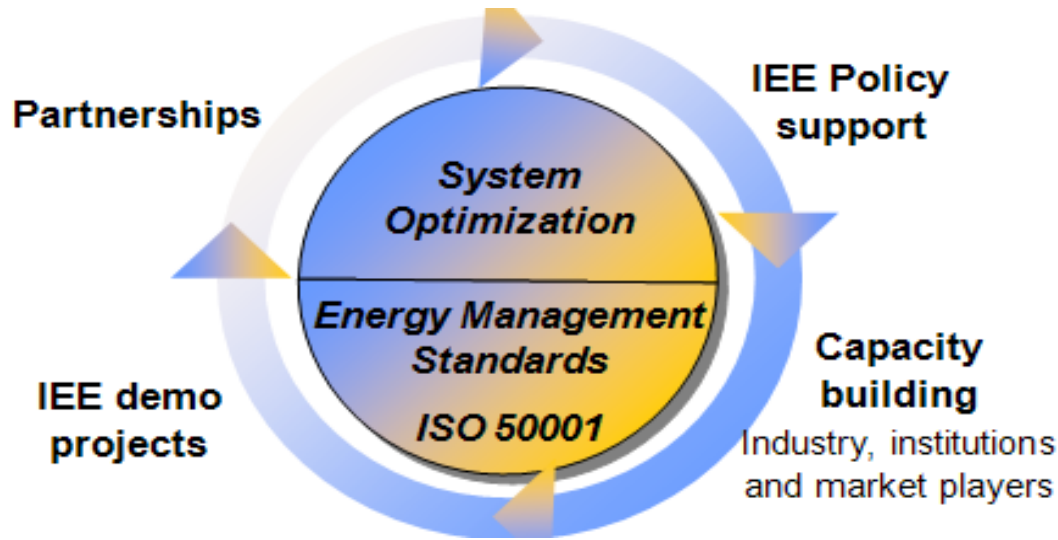 Partnerships
IEE Policy
support
System
Optimization
Energy Management
Standards
ISO 50001
IEE demo
projects
Capacity
building
Industry, institutions
and market players